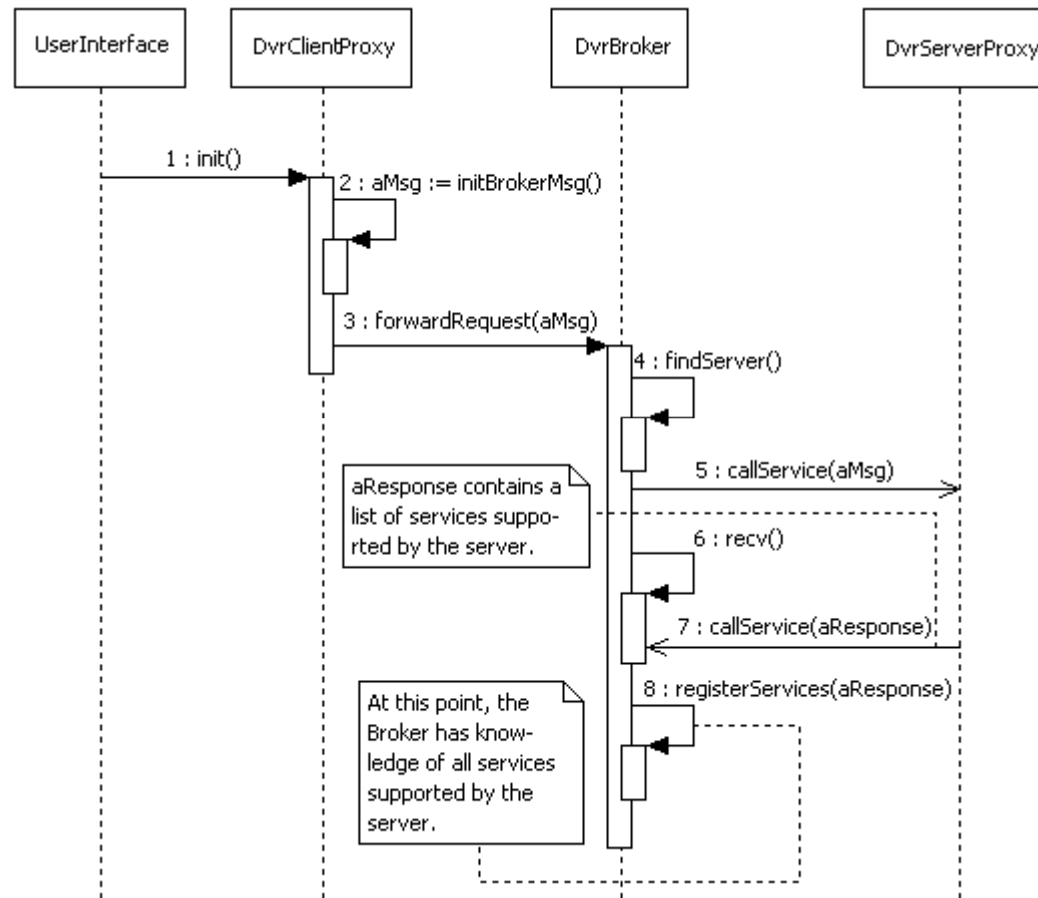 UserInterface
DvrClientProxy
DvrBroker
DvrServerProxy
1 : init()
2 : aMsg := initBrokerMsg()
3 : forwardRequest(aMsg)
4 : findServer()
5 : callService(aMsg)
aResponse contains a
list of services suppo-
rted by the server.
6 : recv()
7 : callService(aResponse)
8 : registerServices(aResponse)
At this point, the
Broker has know-
ledge of all services
supported by the
server.